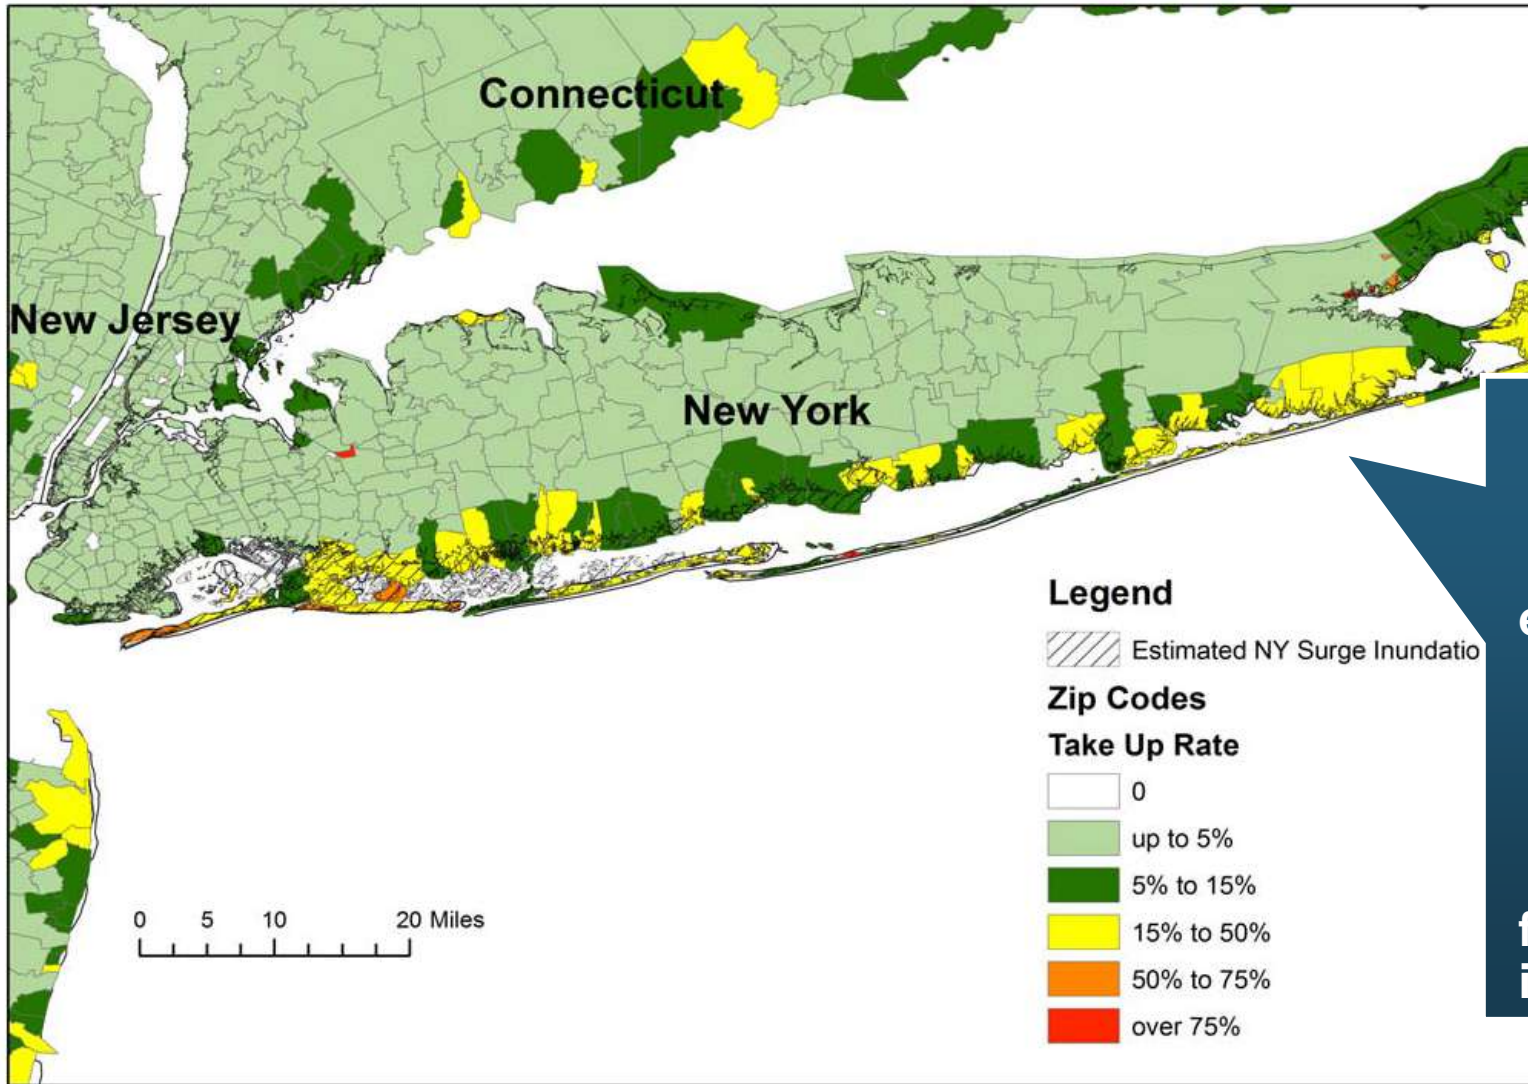 Connecticut
New Jersey
New York
Legend
Estimated NY Surge Inundatio
Zip Codes
Take Up Rate
0
up to 5%
5% to 15%
15% to 50%
50% to 75%
over 75%
0 5 10 20 Miles